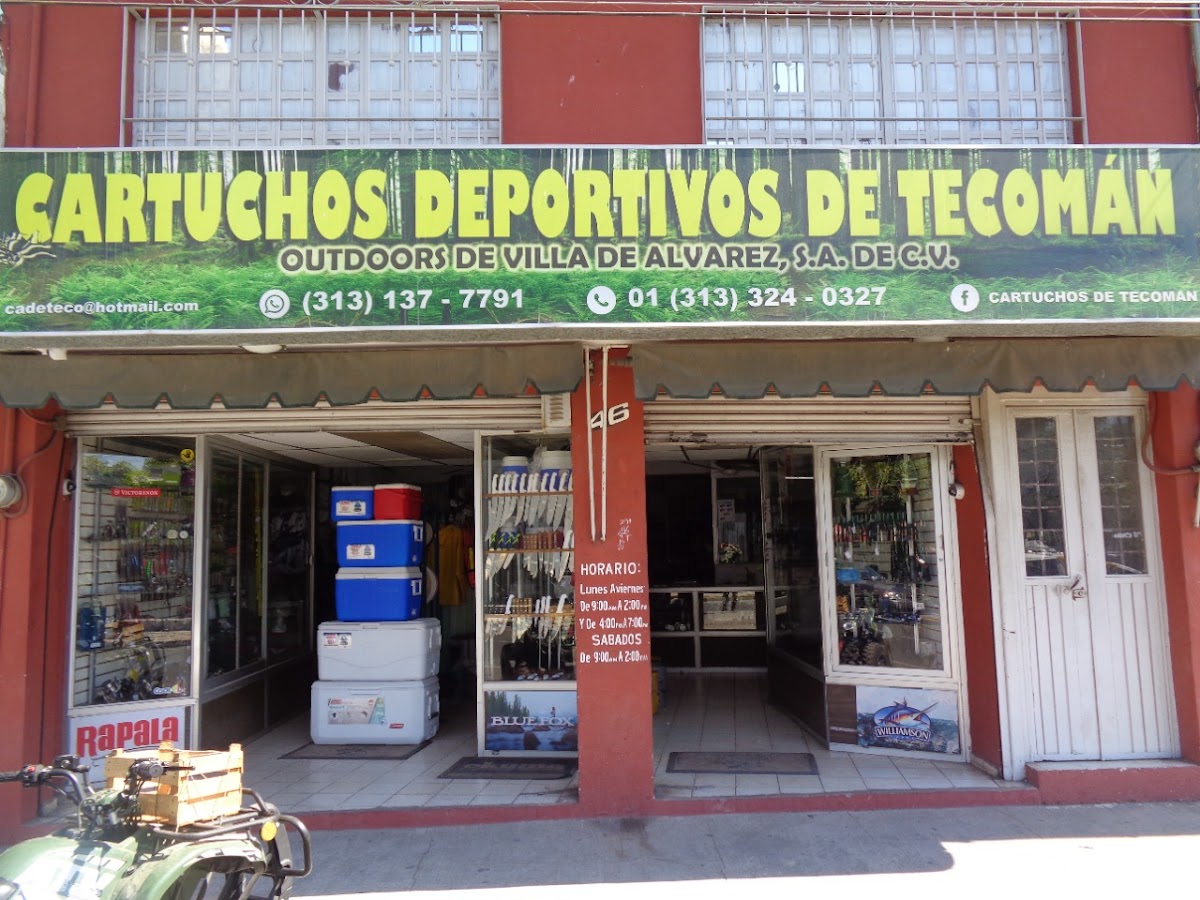 CARTUCHOS DEPORTIVOS DE TECOMÁN
OUTDOORS DE VILLA DE ALVAREZ, S.A. DE C.V.
cadeteco@hotmail.com (313) 137 - 7791 01 (313) 324 - 0327 CARTUCHOS DE TECOMAN
46
VICTORINOX
HORARIO:
Lunes Aviernes
De 9:00 A.M A 2:00 P.M
Y De 4:00 P.M A 7:00 P.M
SABADOS
De 9:00 A.M A 2:00 P.M
Rapala
BLUE FOX
WILLIAMSON